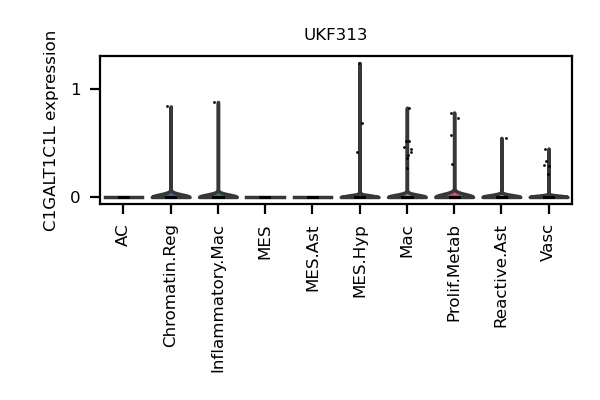 UKF313
C1GALT1C1L expression
1
0
AC
Chromatin.Reg
Inflammatory.Mac
MES
MES.Ast
MES.Hyp
Mac
Prolif.Metab
Reactive.Ast
Vasc